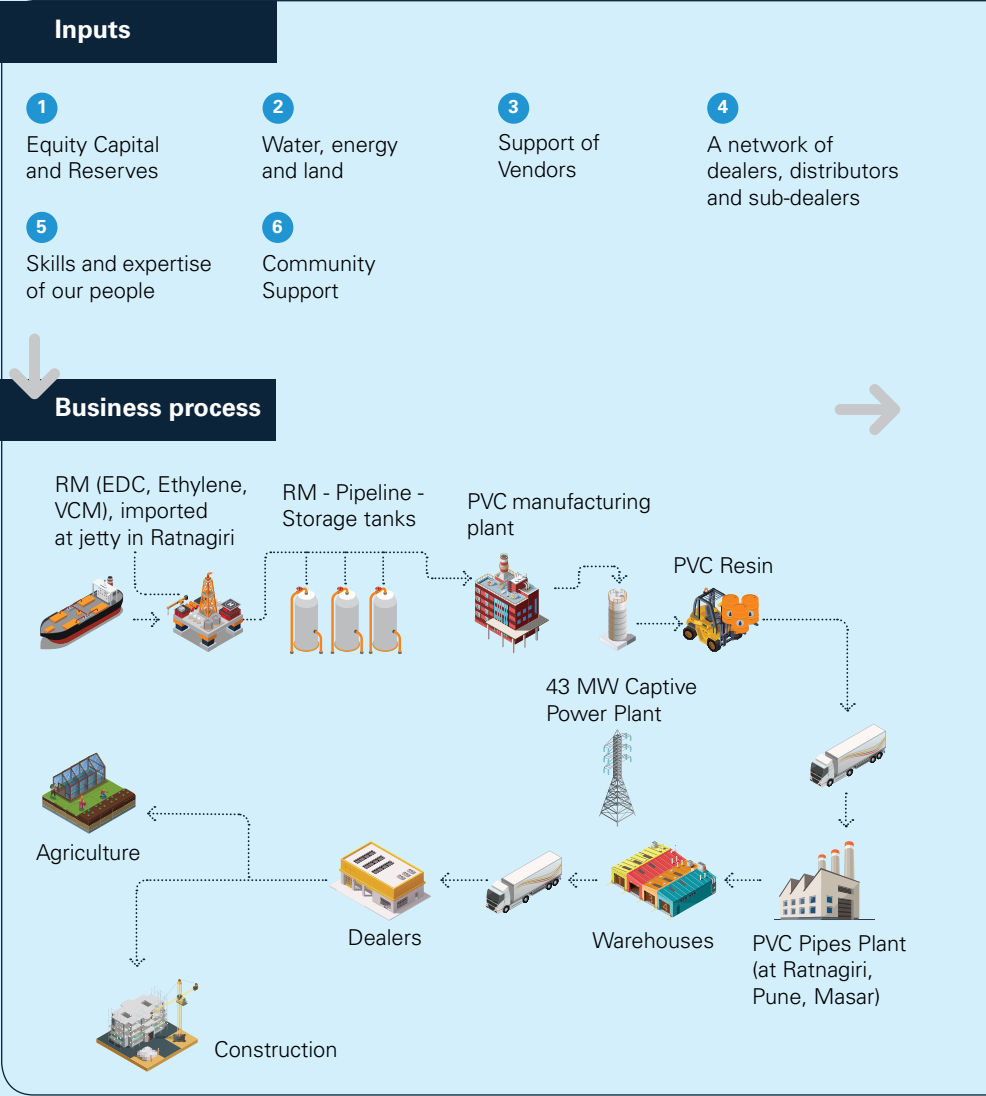 Inputs
1
Equity Capital
and Reserves
2
Water, energy
and land
3
Support of
Vendors
4
A network of
dealers, distributors
and sub-dealers
5
Skills and expertise
of our people
6
Community
Support
Business process
RM (EDC, Ethylene,
VCM), imported
at jetty in Ratnagiri
RM - Pipeline -
Storage tanks
PVC manufacturing
plant
PVC Resin
43 MW Captive
Power Plant
Agriculture
Dealers
Warehouses
PVC Pipes Plant
(at Ratnagiri,
Pune, Masar)
Construction